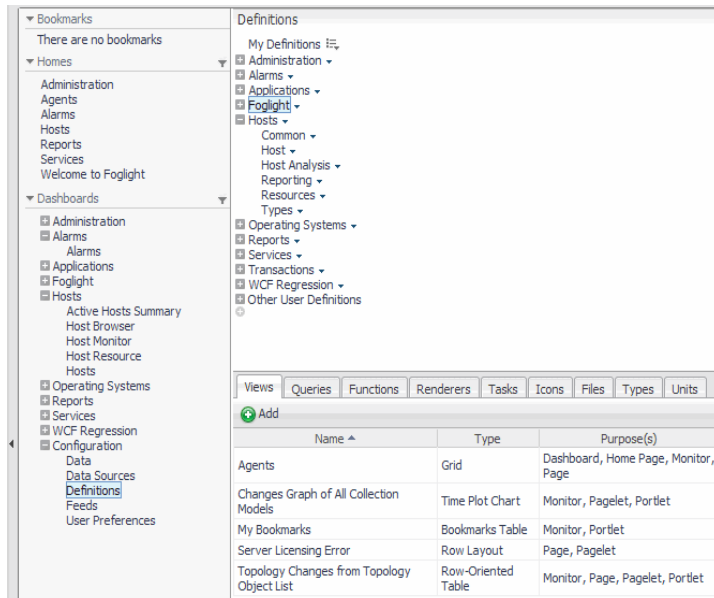 Bookmarks
There are no bookmarks
Homes
Administration
Agents
Alarms
Hosts
Reports
Services
Welcome to Foglight
Dashboards
Administration
Alarms
Alarms
Applications
Foglight
Hosts
Active Hosts Summary
Host Browser
Host Monitor
Host Resource
Hosts
Operating Systems
Reports
Services
WCF Regression
Configuration
Data
Data Sources
Definitions
Feeds
User Preferences
Definitions
My Definitions
Administration
Alarms
Applications
Foglight
Hosts
Common
Host
Host Analysis
Reporting
Resources
Types
Operating Systems
Reports
Services
Transactions
WCF Regression
Other User Definitions
Views Queries Functions Renderers Tasks Icons Files Types Units
Add
Name Type Purpose(s)
Agents Grid Dashboard, Home Page, Monitor,
Page
Changes Graph of All Collection
Models Time Plot Chart Monitor, Pagelet, Portlet
My Bookmarks Bookmarks Table Monitor, Portlet
Server Licensing Error Row Layout Page, Pagelet
Topology Changes from Topology
Object List Row-Oriented
Table Monitor, Page, Pagelet, Portlet